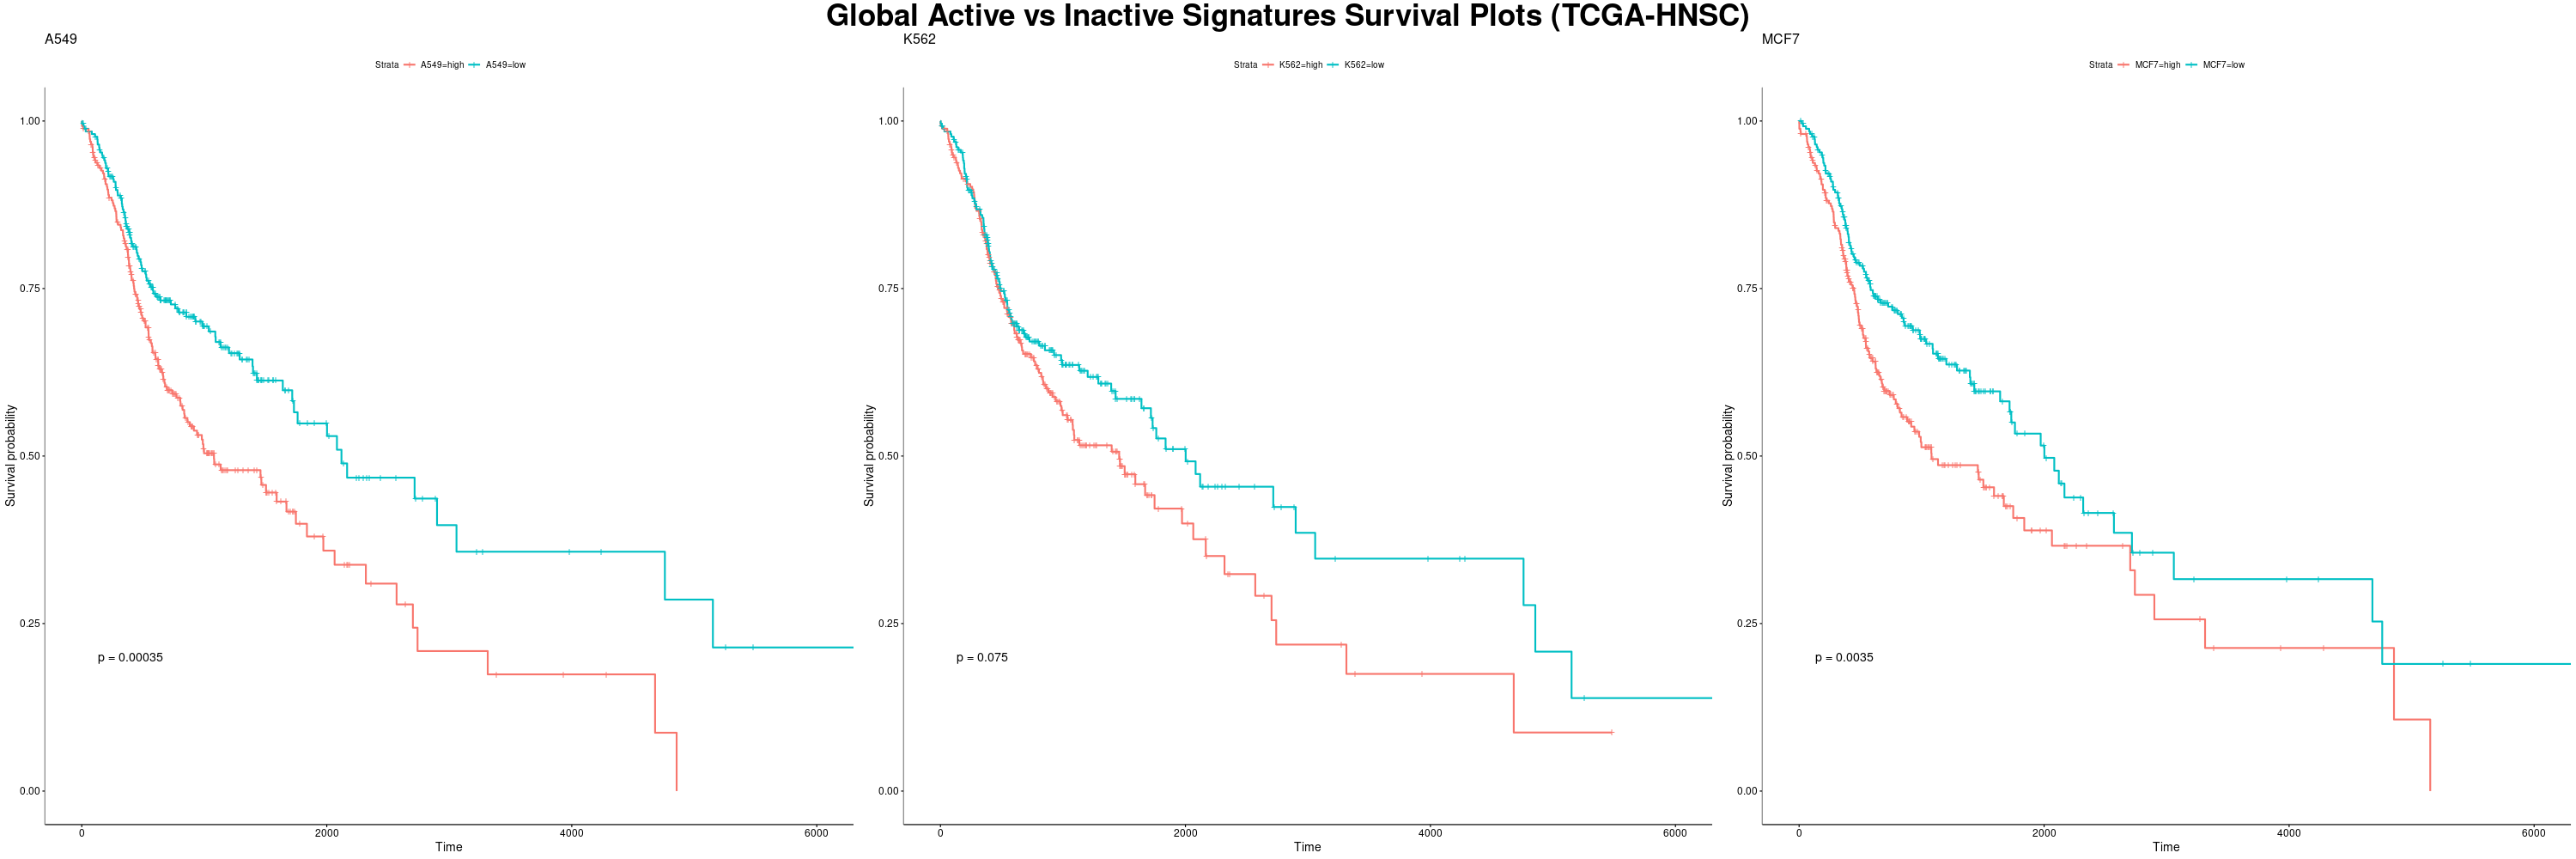 Global Active vs Inactive Signatures Survival Plots (TCGA-HNSC)
A549
Strata A549=high A549=low
1.00
0.75
0.50
0.25
0.00
Survival probability
p = 0.00035
0 2000 4000 6000
Time
K562
Strata K562=high K562=low
1.00
0.75
0.50
0.25
0.00
Survival probability
p = 0.075
0 2000 4000 6000
Time
MCF7
Strata MCF7=high MCF7=low
1.00
0.75
0.50
0.25
0.00
Survival probability
p = 0.0035
0 2000 4000 6000
Time